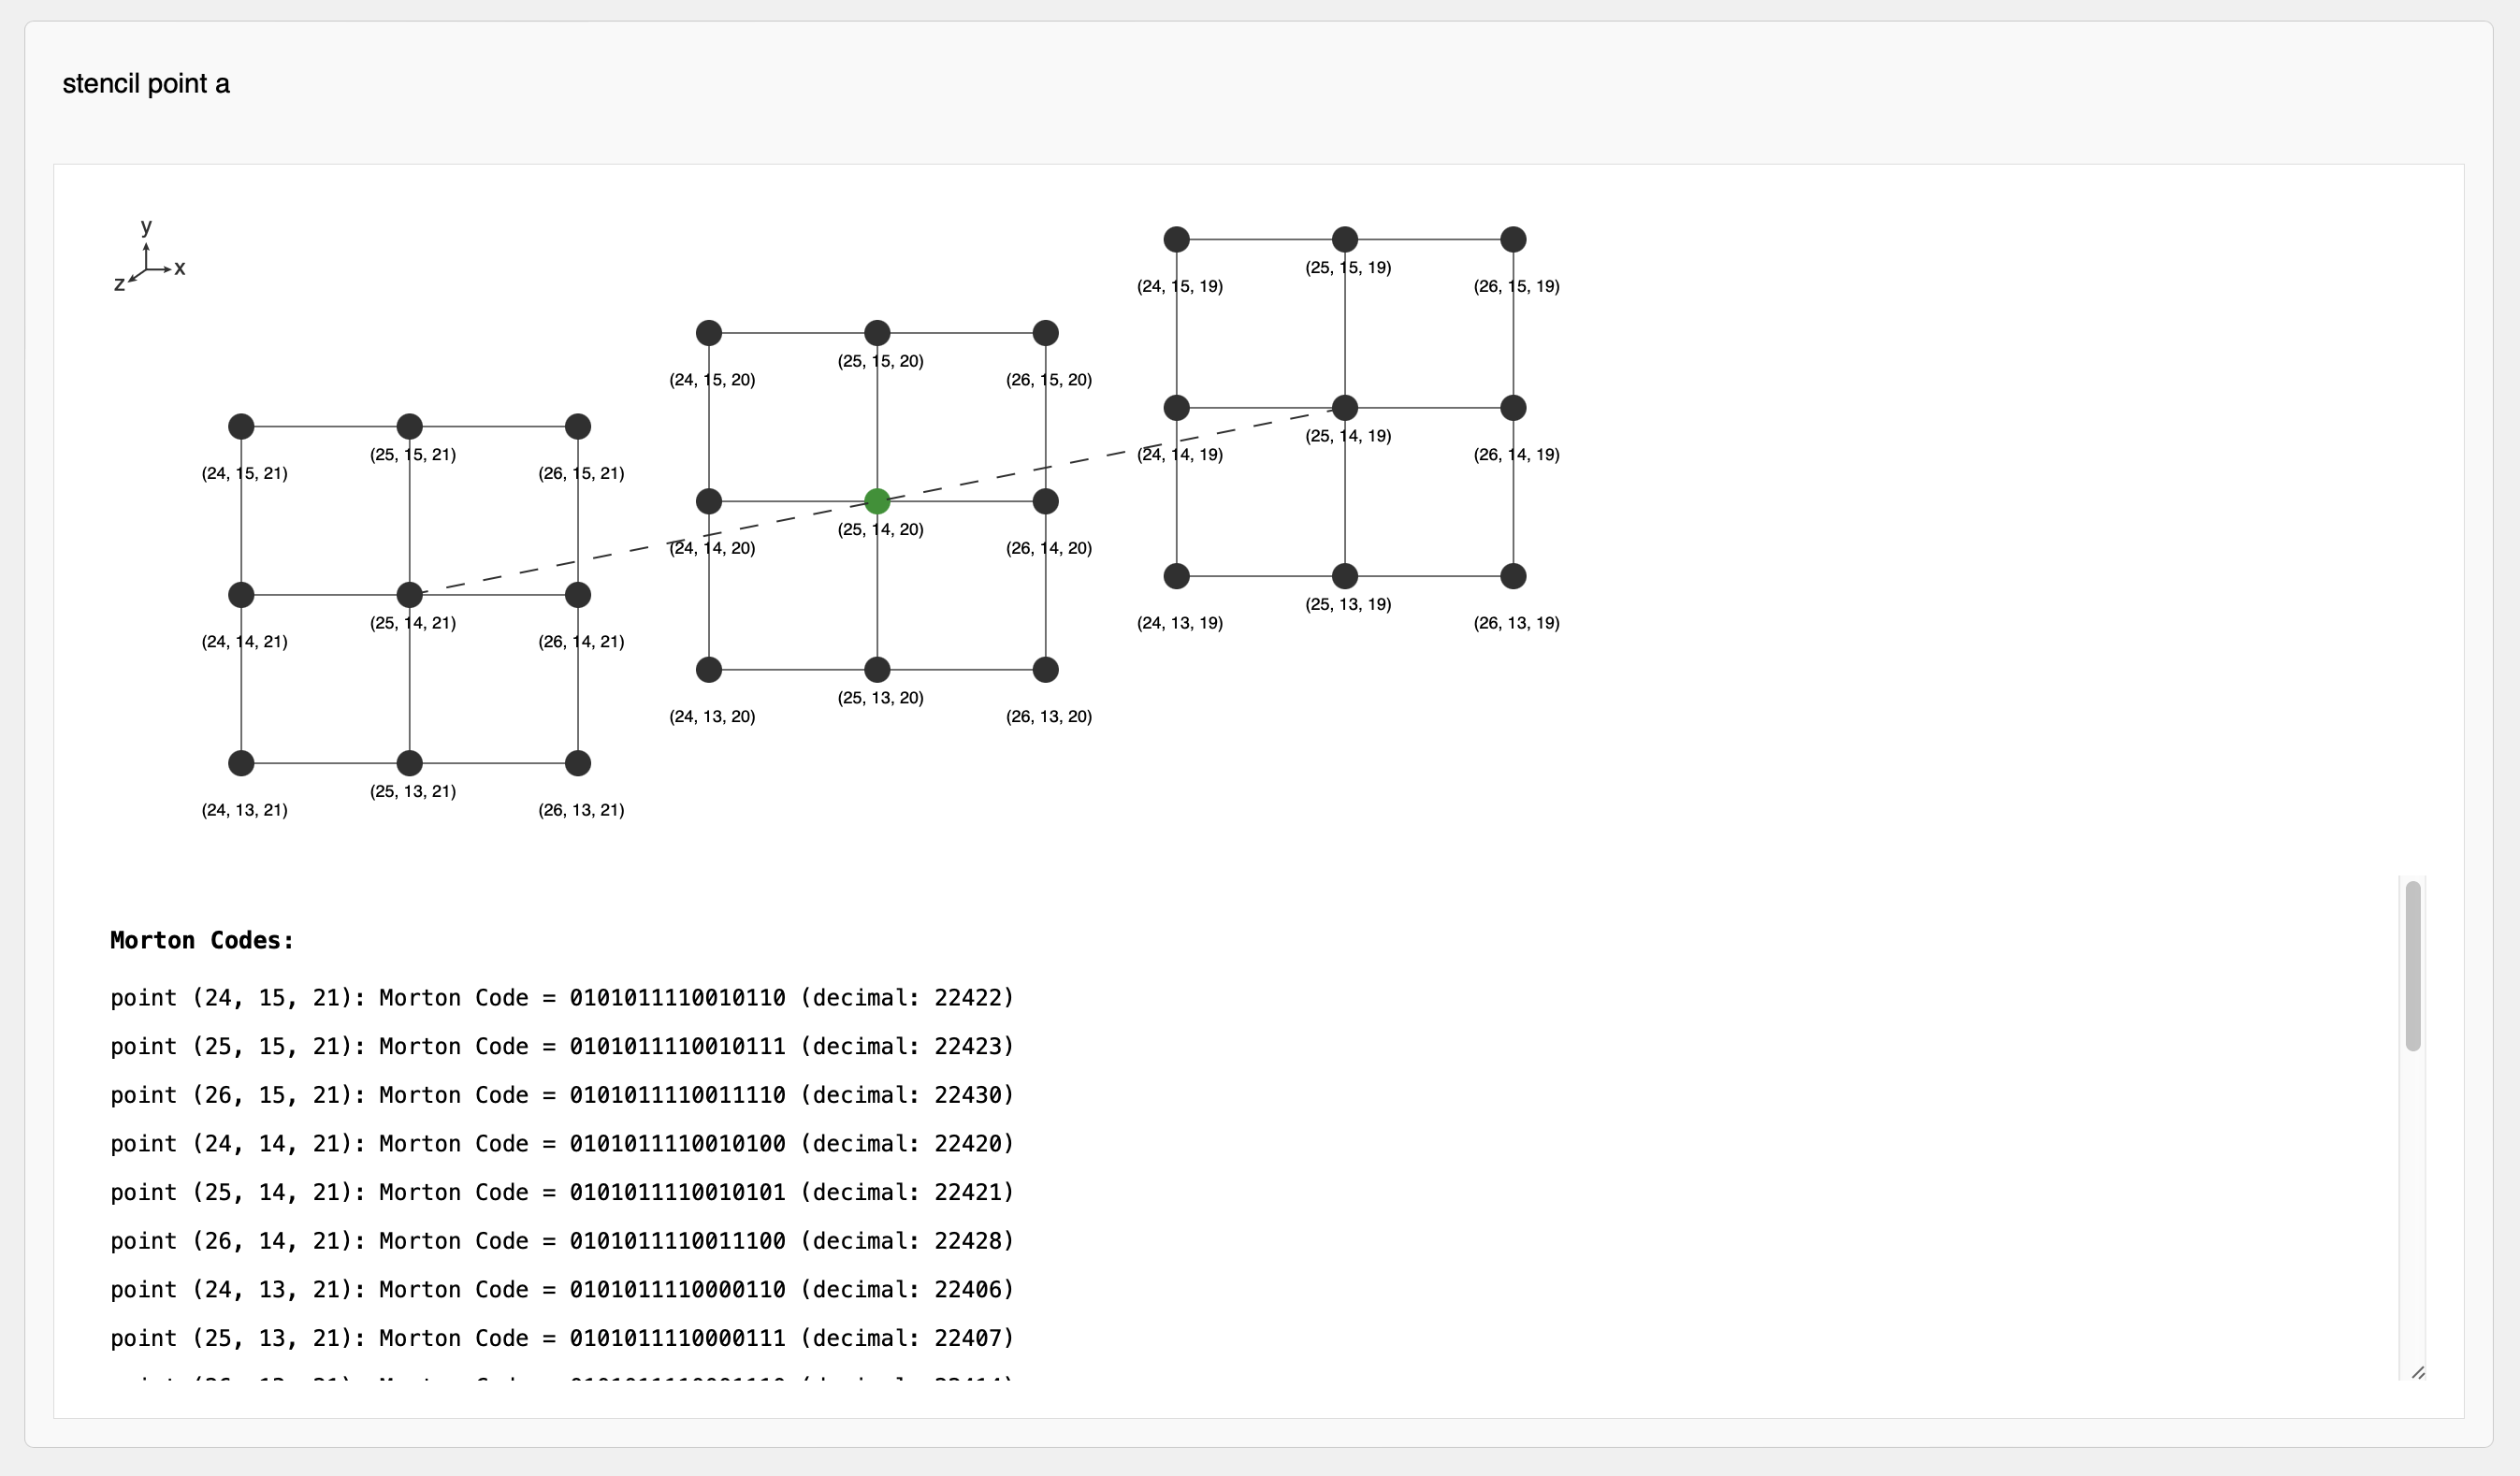 stencil point a
y
x
z
(25, 15, 19)
(24, 15, 19)
(26, 15, 19)
(25, 15, 20)
(24, 15, 20)
(26, 15, 20)
(25, 14, 19)
(24, 14, 19)
(26, 14, 19)
(25, 15, 21)
(24, 15, 21)
(26, 15, 21)
(25, 14, 20)
(24, 14, 20)
(26, 14, 20)
(25, 13, 19)
(24, 13, 19)
(26, 13, 19)
(25, 14, 21)
(24, 14, 21)
(26, 14, 21)
(25, 13, 20)
(24, 13, 20)
(26, 13, 20)
(25, 13, 21)
(24, 13, 21)
(26, 13, 21)
Morton Codes:
point (24, 15, 21): Morton Code = 0101011110010110 (decimal: 22422)
point (25, 15, 21): Morton Code = 0101011110010111 (decimal: 22423)
point (26, 15, 21): Morton Code = 0101011110011110 (decimal: 22430)
point (24, 14, 21): Morton Code = 0101011110010100 (decimal: 22420)
point (25, 14, 21): Morton Code = 0101011110010101 (decimal: 22421)
point (26, 14, 21): Morton Code = 0101011110011100 (decimal: 22428)
point (24, 13, 21): Morton Code = 0101011110000110 (decimal: 22406)
point (25, 13, 21): Morton Code = 0101011110000111 (decimal: 22407)